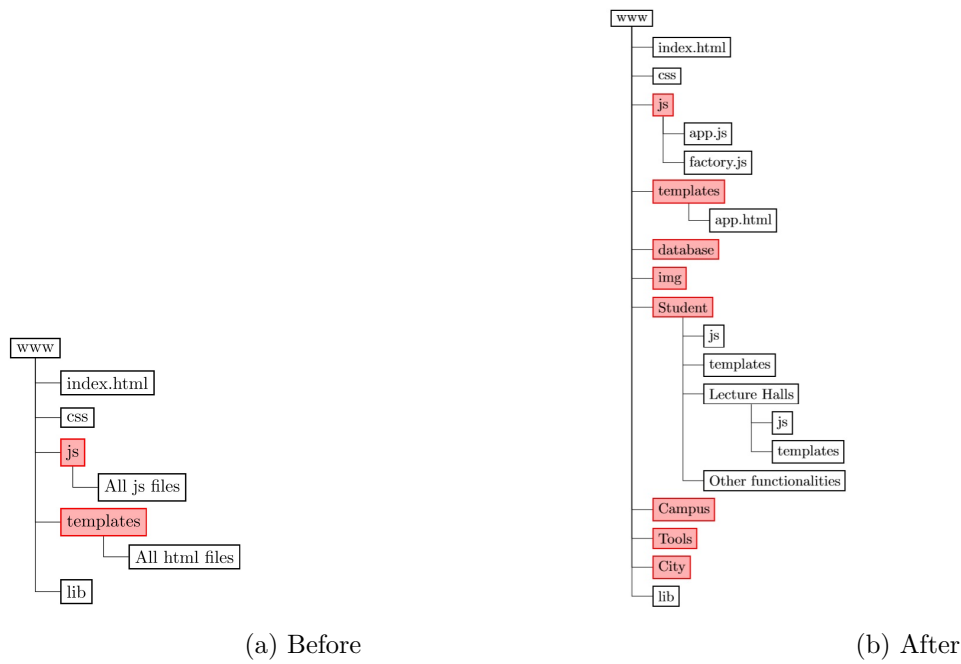 www
index.html
css
js
All js files
templates
All html files
lib
(a) Before
www
index.html
css
js
app.js
factory.js
templates
app.html
database
img
Student
js
templates
Lecture Halls
js
templates
Other functionalities
Campus
Tools
City
lib
(b) After